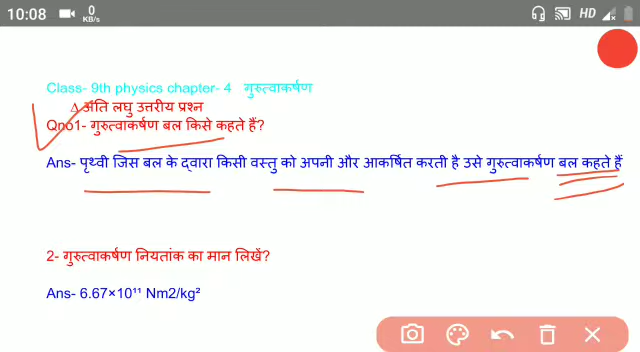 10:08 0 KB/s HD
Class- 9th physics chapter- 4 गुरुत्वाकर्षण
∆ अति लघु उत्तरीय प्रश्न
Qno1- गुरुत्वाकर्षण बल किसे कहते हैं?
Ans- पृथ्वी जिस बल के द्वारा किसी वस्तु को अपनी और आकर्षित करती है उसे गुरुत्वाकर्षण बल कहते हैं
2- गुरुत्वाकर्षण नियतांक का मान लिखें?
Ans- 6.67×10¹¹ Nm2/kg²